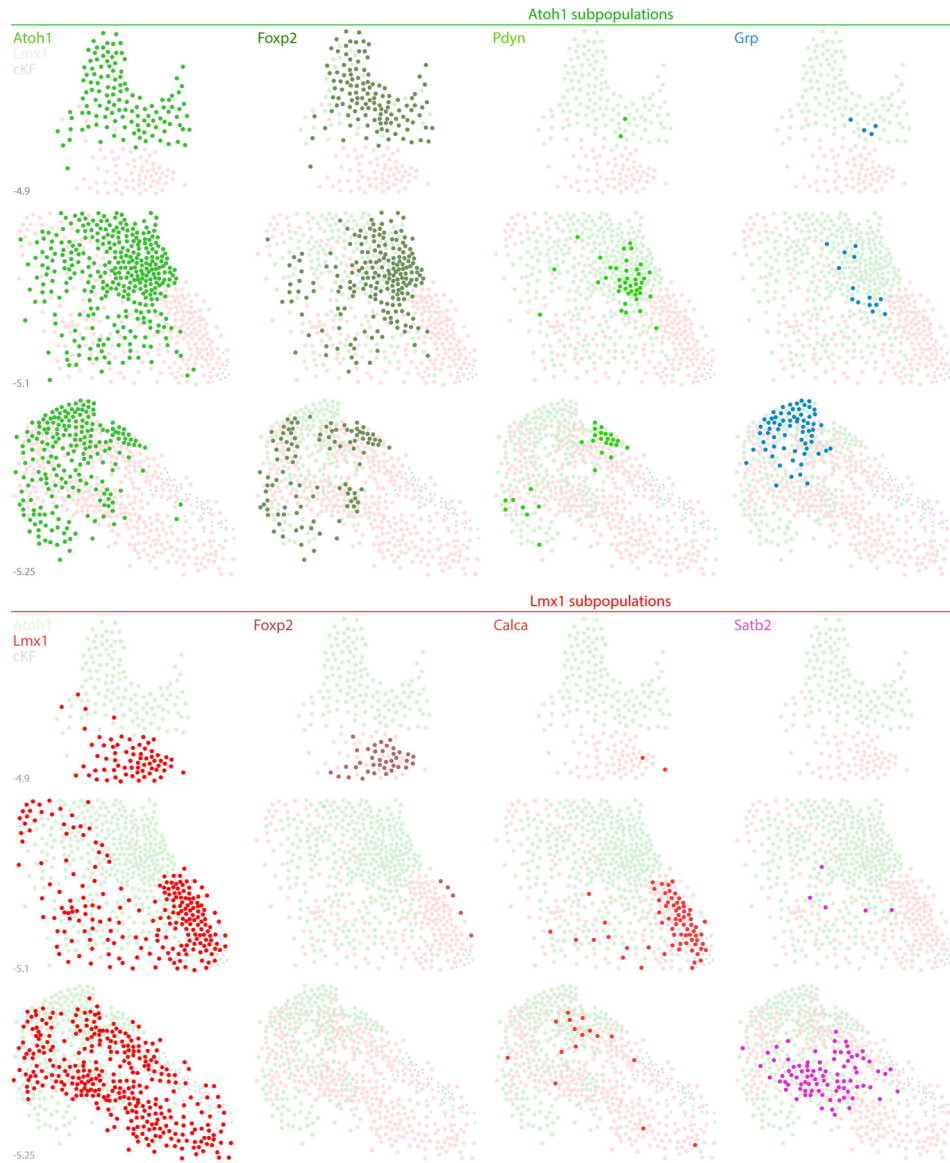 Atoh1 subpopulations
Atoh1 Foxp2 Pdyn Grp
Lmx1
cKF
-4.9
-5.1
-5.25
Lmx1 subpopulations
Atoh1
Lmx1 Foxp2 Calca Satb2
cKF
-4.9
-5.1
-5.25